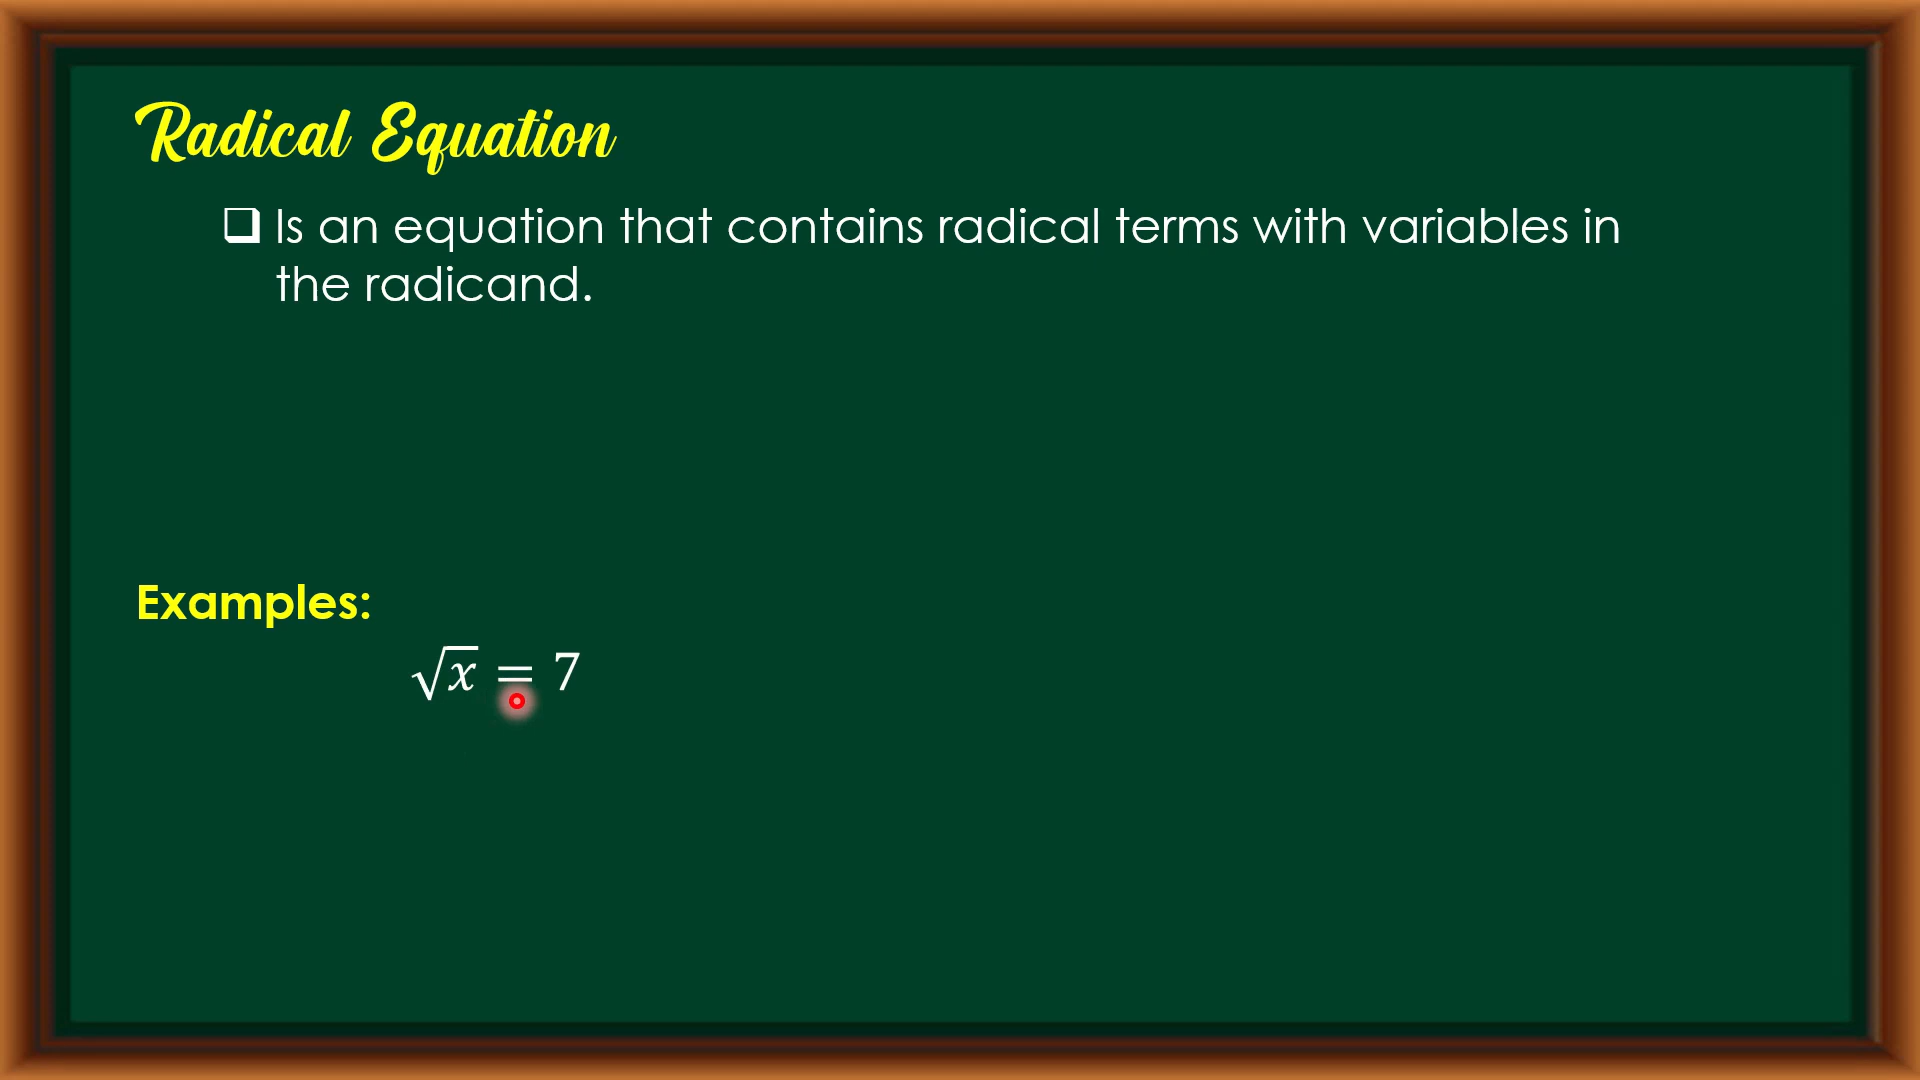 Radical Equation
❑ Is an equation that contains radical terms with variables in
the radicand.
Examples:
√x = 7